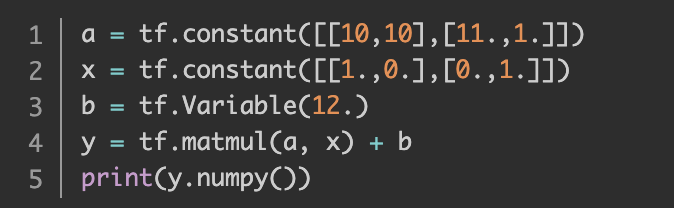 1 a = tf.constant([[10,10],[11.,1.]])
2 x = tf.constant([[1.,0.],[0.,1.]])
3 b = tf.Variable(12.)
4 y = tf.matmul(a, x) + b
5 print(y.numpy())